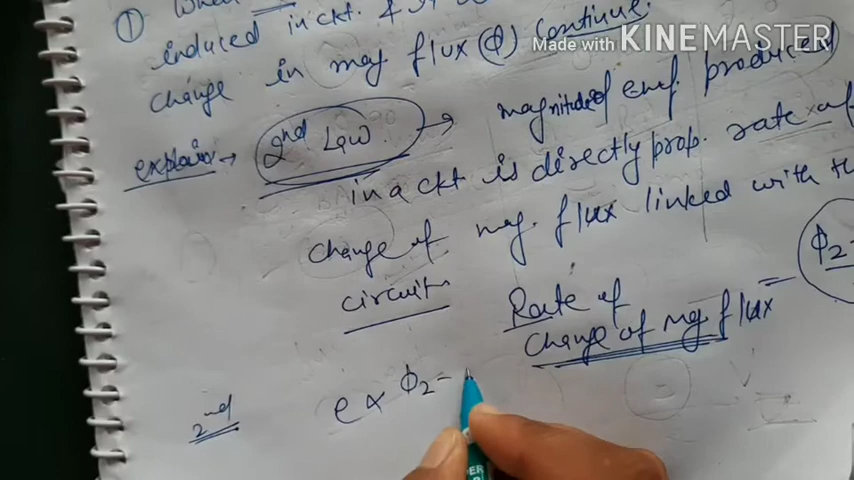 ① When
induced in ckt.
change in mag flux (ϕ) continue.
Made with KINEMASTER
explain → 2nd Law → magnitude of emf. produced
in a ckt is directly prop. rate of
change of mag. flux linked with th
circuit.
Rate of
change of mag flux = ϕ2-
2nd e ∝ ϕ2 -